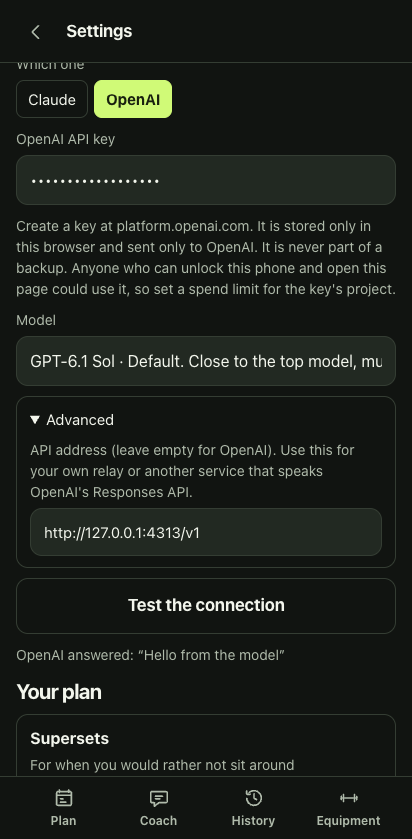 Settings
Which one
Claude
OpenAI
OpenAI API key
Create a key at platform.openai.com. It is stored only in
this browser and sent only to OpenAI. It is never part of a
backup. Anyone who can unlock this phone and open this
page could use it, so set a spend limit for the key's project.
Model
GPT-6.1 Sol · Default. Close to the top model, mu
▼ Advanced
API address (leave empty for OpenAI). Use this for
your own relay or another service that speaks
OpenAI's Responses API.
http://127.0.0.1:4313/v1
Test the connection
OpenAI answered: “Hello from the model”
Your plan
Supersets
For when you would rather not sit around
Plan
Coach
History
Equipment